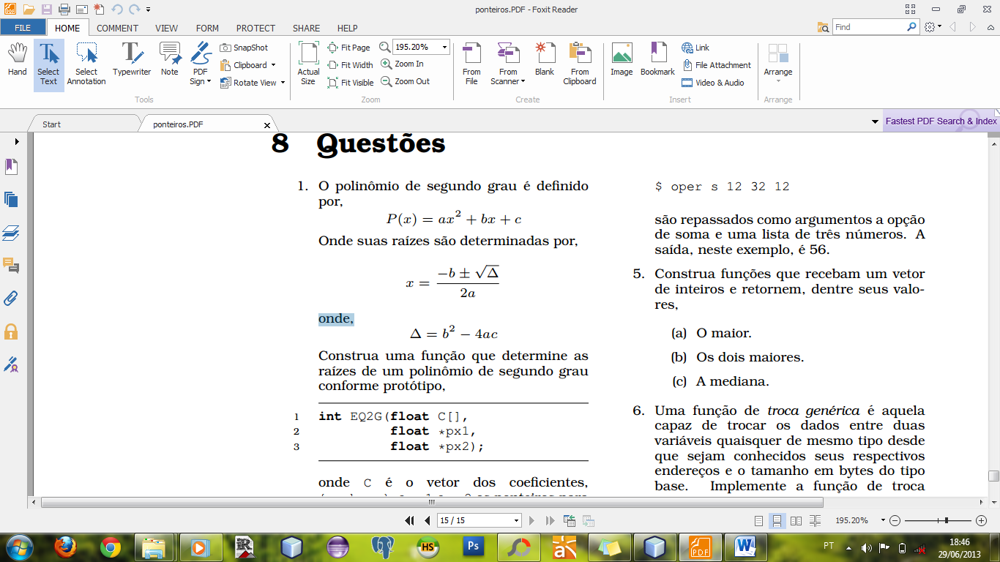 ponteiros.PDF - Foxit Reader
FILE HOME COMMENT VIEW FORM PROTECT SHARE HELP
Find
Hand
Select Text
Select Annotation
Typewriter
Note
PDF Sign
SnapShot
Clipboard
Rotate View
Tools
Actual Size
Fit Page
Fit Width
Fit Visible
195.20%
Zoom In
Zoom Out
Zoom
From File
From Scanner
Blank
From Clipboard
Create
Image
Bookmark
Link
File Attachment
Video & Audio
Insert
Arrange
Arrange
Start
ponteiros.PDF
Fastest PDF Search & Index
8 Questões
1. O polinômio de segundo grau é definido
por,
P(x) = ax² + bx + c
Onde suas raízes são determinadas por,
x = −b ± √Δ / 2a
onde,
Δ = b² − 4ac
Construa uma função que determine as
raízes de um polinômio de segundo grau
conforme protótipo,
1 int EQ2G(float C[],
2 float *px1,
3 float *px2);
onde C é o vetor dos coeficientes,
$ oper s 12 32 12
são repassados como argumentos a opção
de soma e uma lista de três números. A
saída, neste exemplo, é 56.
5. Construa funções que recebam um vetor
de inteiros e retornem, dentre seus valo-
res,
(a) O maior.
(b) Os dois maiores.
(c) A mediana.
6. Uma função de troca genérica é aquela
capaz de trocar os dados entre duas
variáveis quaisquer de mesmo tipo desde
que sejam conhecidos seus respectivos
endereços e o tamanho em bytes do tipo
base. Implemente a função de troca
15 / 15
195.20%
R
HS
Ps
PDF
W
PT
18:46
29/06/2013